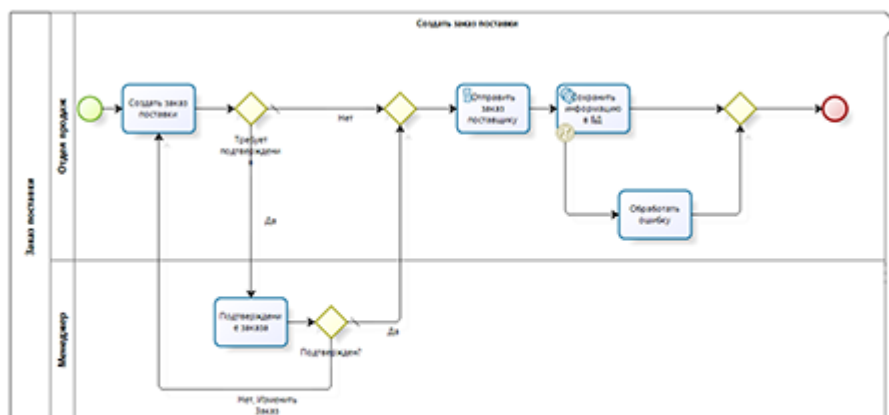 Создать заказ поставки
Заказ поставки
Отдел продаж
Создать заказ
поставки
Требует
подтверждени
я
Нет
Да
Отправить
заказ
поставщику
Сохранить
информацию
в БД
Обработать
ошибку
Менеджер
Подтверждени
е заказа
Подтвержден?
Да
Нет, Изменить
Заказ